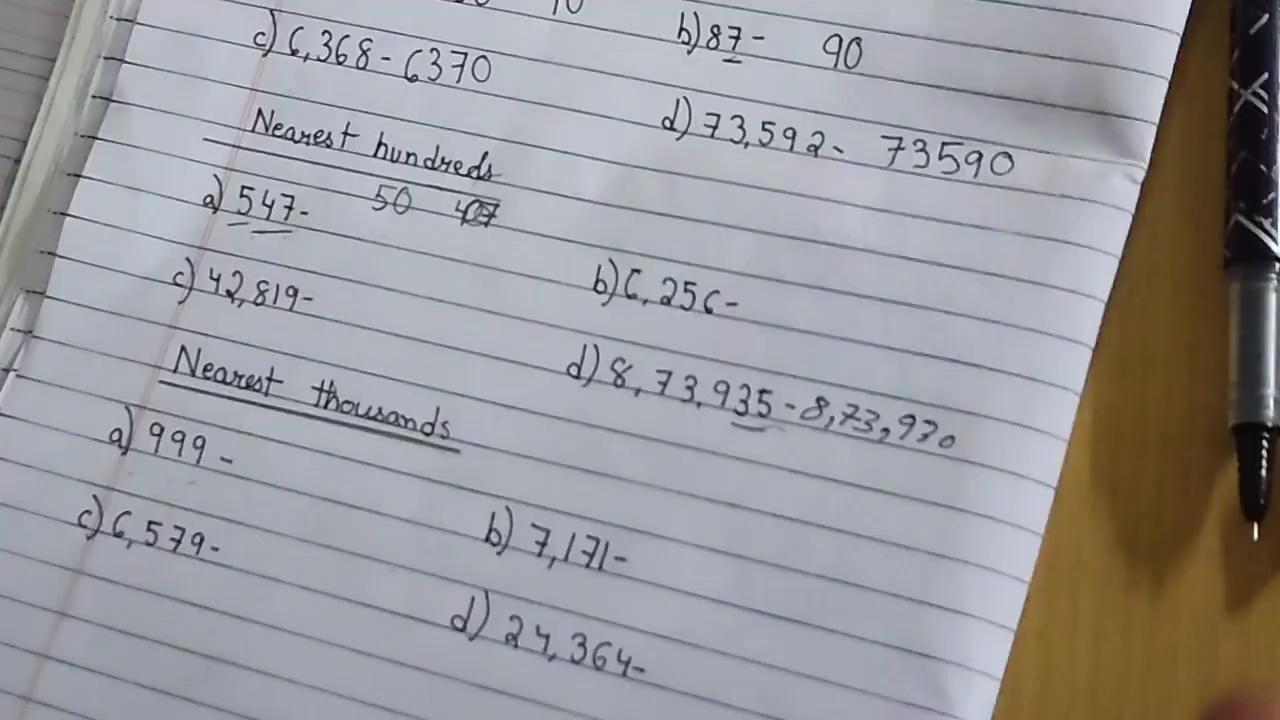 c) 6,368 - 6370
b) 87 - 90
d) 73,592 - 73590
Nearest hundreds
a) 547 - 50
c) 42,819 -
b) 6,256 -
d) 8,73,935 - 8,73,930
Nearest thousands
a) 999 -
c) 6,579 -
b) 7,171 -
d) 24,364 -